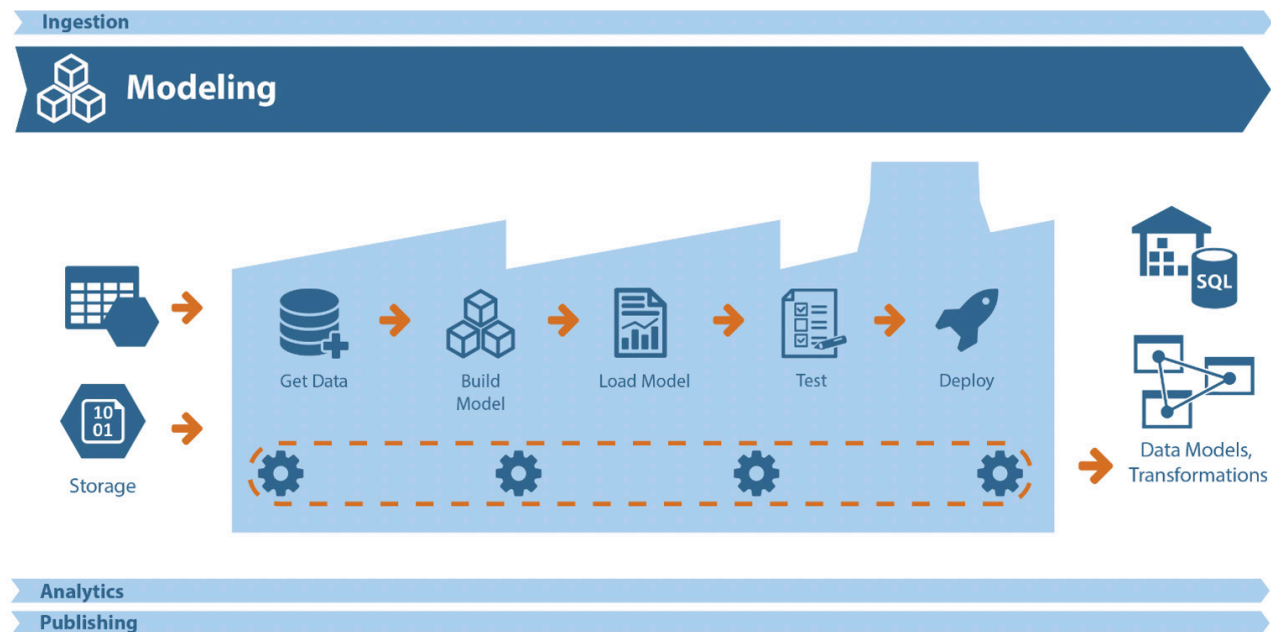 Ingestion
Modeling
SQL
Get Data
Build
Model
Load Model
Test
Deploy
10
01
Storage
Data Models,
Transformations
Analytics
Publishing